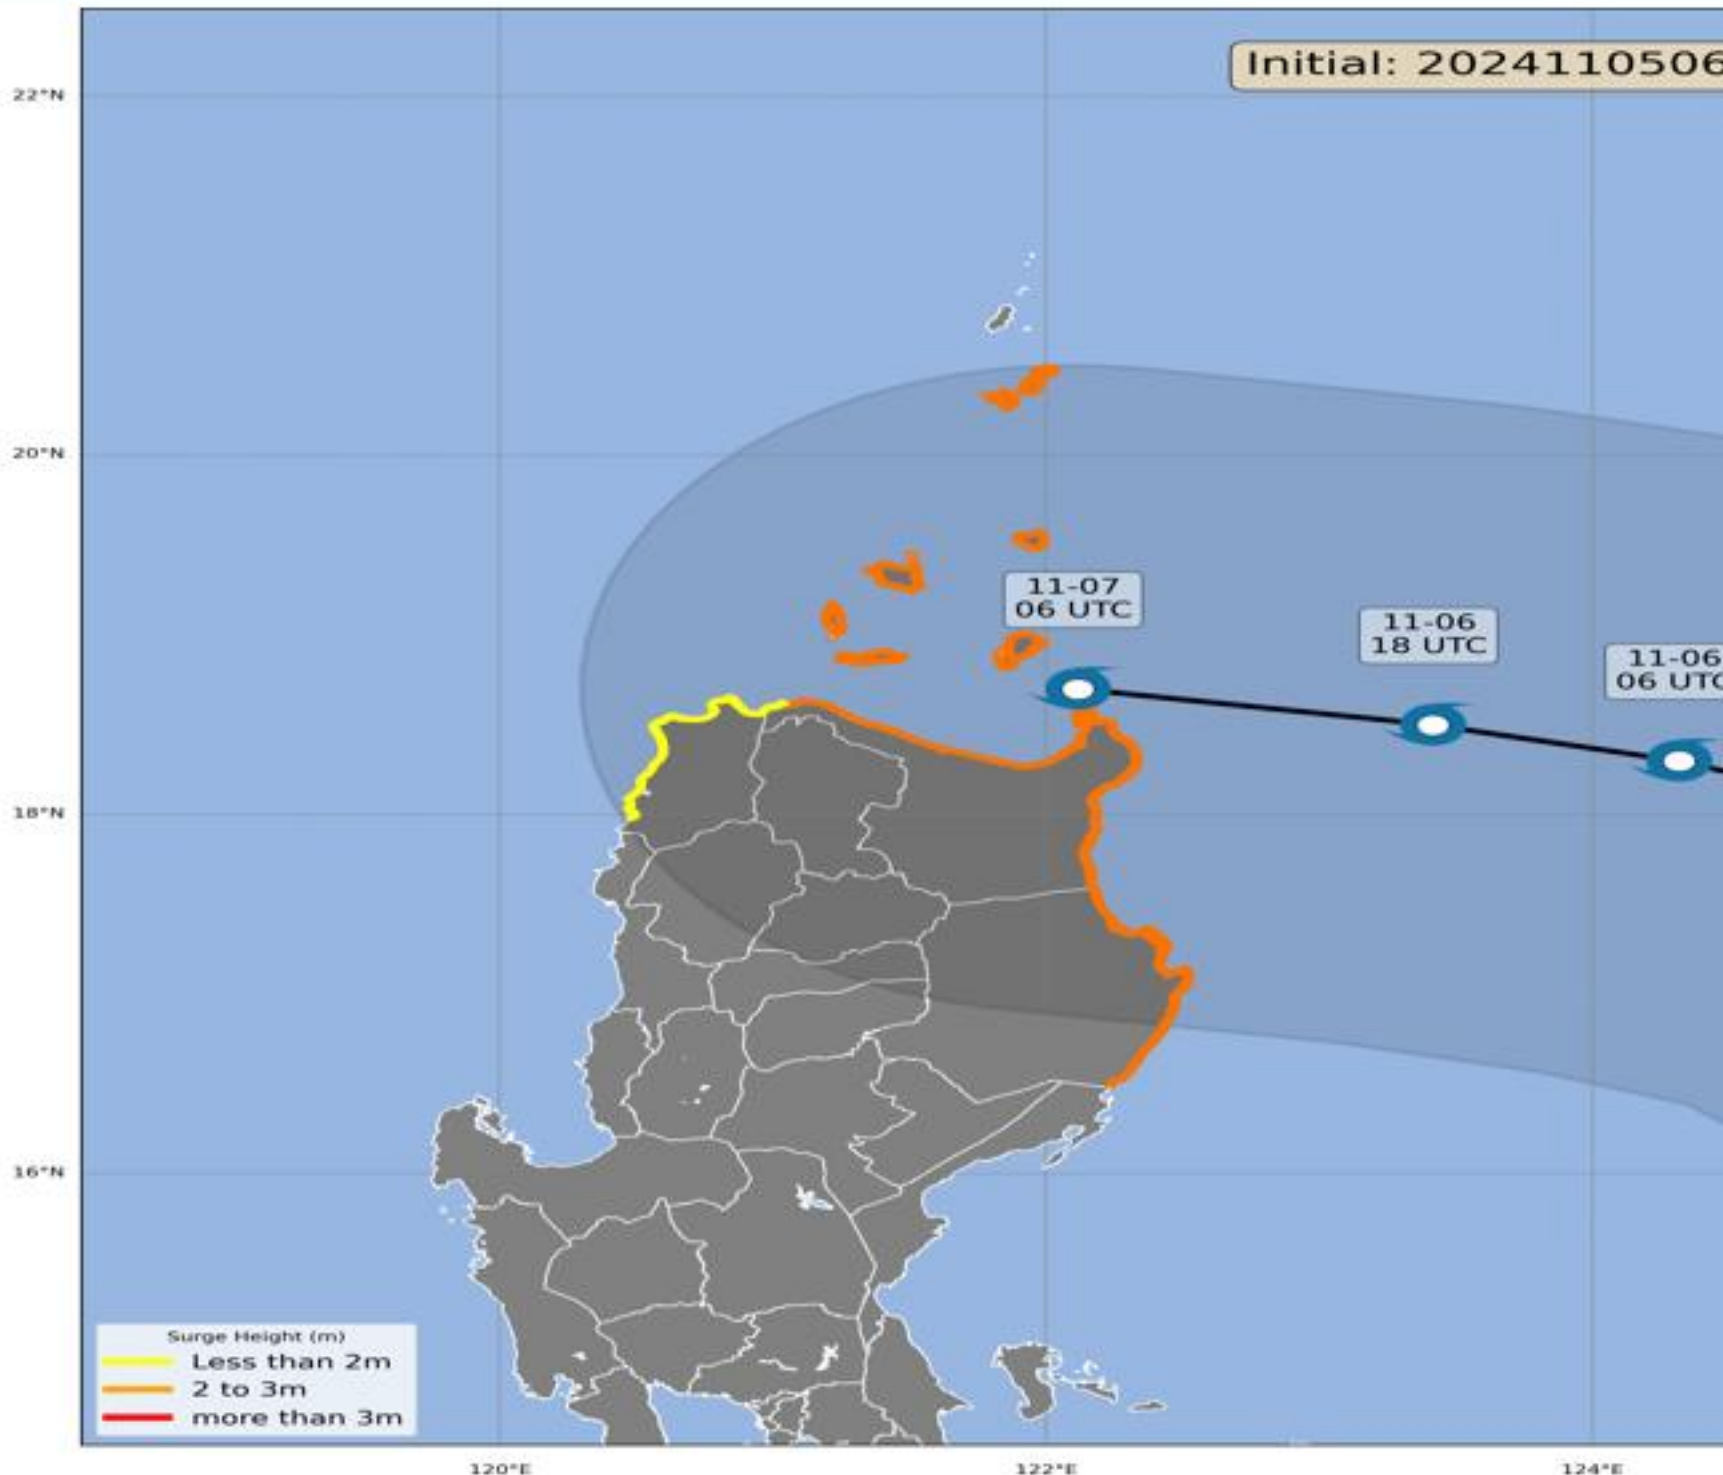 Initial: 2024110506
22°N
20°N
11-07
06 UTC
11-06
18 UTC
11-06
06 UTC
18°N
16°N
Surge Height (m)
Less than 2m
2 to 3m
more than 3m
120°E
122°E
124°E